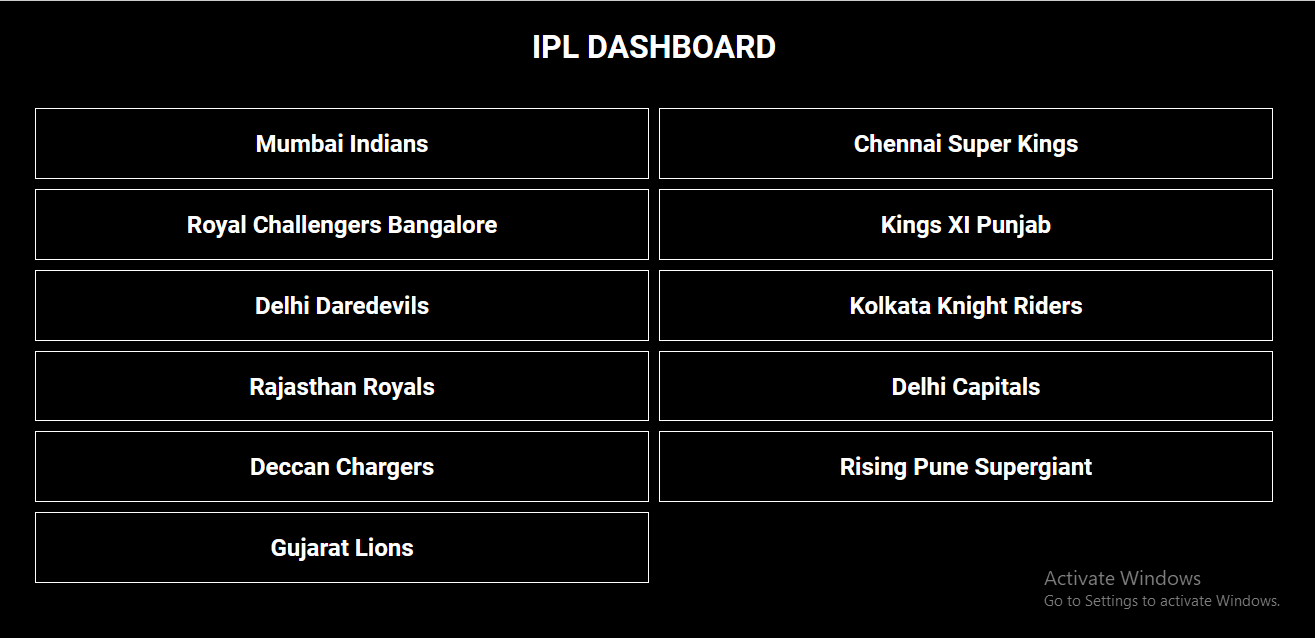 IPL DASHBOARD
Mumbai Indians
Chennai Super Kings
Royal Challengers Bangalore
Kings XI Punjab
Delhi Daredevils
Kolkata Knight Riders
Rajasthan Royals
Delhi Capitals
Deccan Chargers
Rising Pune Supergiant
Gujarat Lions
Activate Windows
Go to Settings to activate Windows.